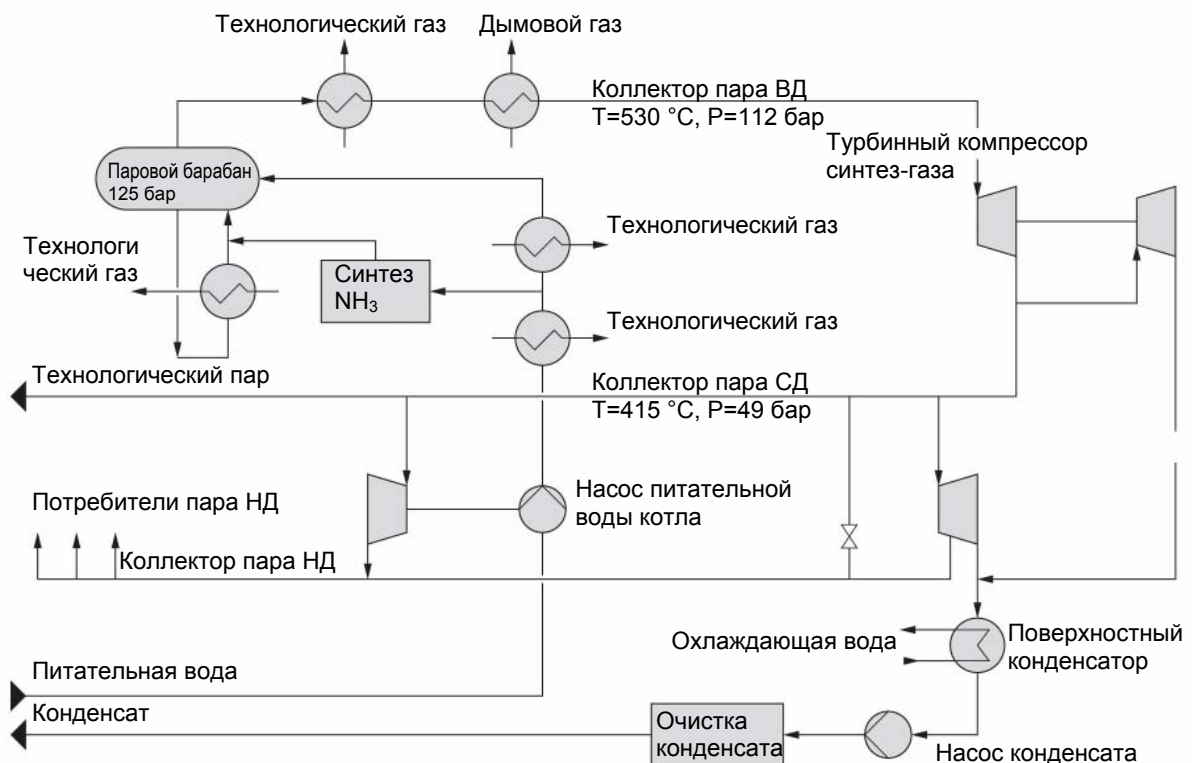 Технологический газ
Дымовой газ
Коллектор пара ВД
T=530 °C, P=112 бар
Турбинный компрессор
синтез-газа
Паровой барабан
125 бар
Технологи
ческий газ
Технологический газ
Синтез
NH₃
Технологический газ
Технологический пар
Коллектор пара СД
T=415 °C, P=49 бар
Потребители пара НД
Насос питательной
воды котла
Коллектор пара НД
Охлаждающая вода
Поверхностный
конденсатор
Питательная вода
Конденсат
Очистка
конденсата
Насос конденсата